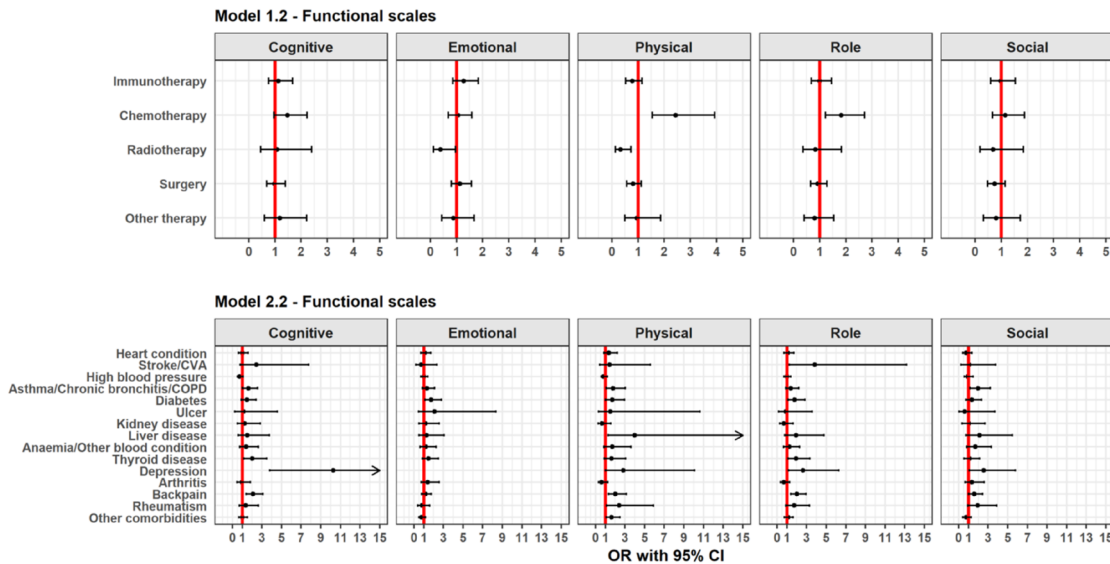 Model 1.2 - Functional scales
Cognitive Emotional Physical Role Social
Immunotherapy
Chemotherapy
Radiotherapy
Surgery
Other therapy
0 1 2 3 4 5 0 1 2 3 4 5 0 1 2 3 4 5 0 1 2 3 4 5 0 1 2 3 4 5
Model 2.2 - Functional scales
Cognitive Emotional Physical Role Social
Heart condition
Stroke/CVA
High blood pressure
Asthma/Chronic bronchitis/COPD
Diabetes
Ulcer
Kidney disease
Liver disease
Anaemia/Other blood condition
Thyroid disease
Depression
Arthritis
Backpain
Rheumatism
Other comorbidities
0 1 3 5 7 9 11 13 15 0 1 3 5 7 9 11 13 15 0 1 3 5 7 9 11 13 15 0 1 3 5 7 9 11 13 15 0 1 3 5 7 9 11 13 15
OR with 95% CI